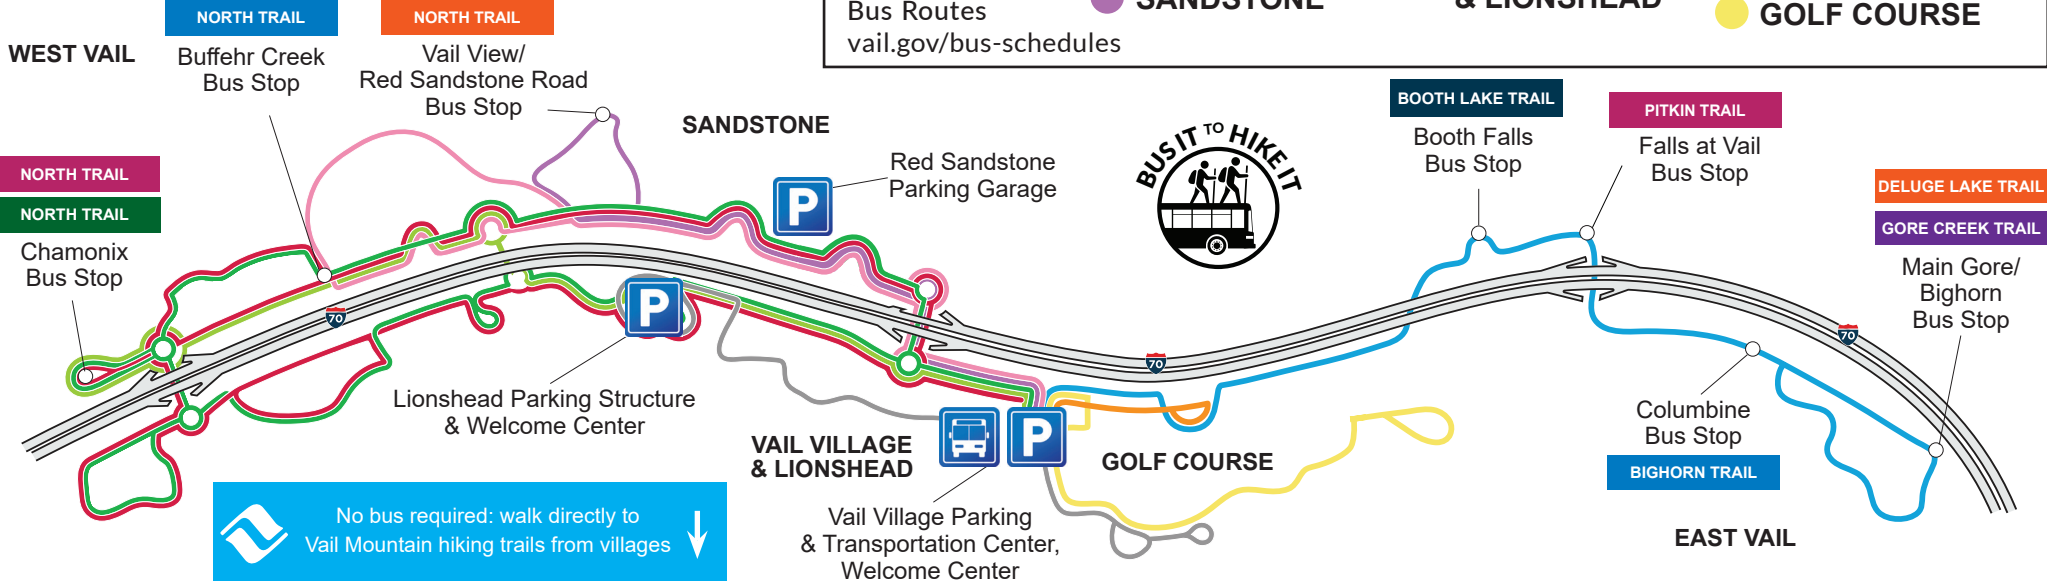 Bus Routes
vail.gov/bus-schedules
SANDSTONE
& LIONSHEAD
GOLF COURSE
WEST VAIL
NORTH TRAIL
Buffehr Creek
Bus Stop
NORTH TRAIL
Vail View/
Red Sandstone Road
Bus Stop
SANDSTONE
Red Sandstone
Parking Garage
P
BUS IT TO HIKE IT
BOOTH LAKE TRAIL
Booth Falls
Bus Stop
PITKIN TRAIL
Falls at Vail
Bus Stop
DELUGE LAKE TRAIL
GORE CREEK TRAIL
Main Gore/
Bighorn
Bus Stop
NORTH TRAIL
NORTH TRAIL
Chamonix
Bus Stop
70
P
70
70
Lionshead Parking Structure
& Welcome Center
VAIL VILLAGE
& LIONSHEAD
P
GOLF COURSE
Columbine
Bus Stop
BIGHORN TRAIL
EAST VAIL
Vail Village Parking
& Transportation Center,
Welcome Center
No bus required: walk directly to
Vail Mountain hiking trails from villages